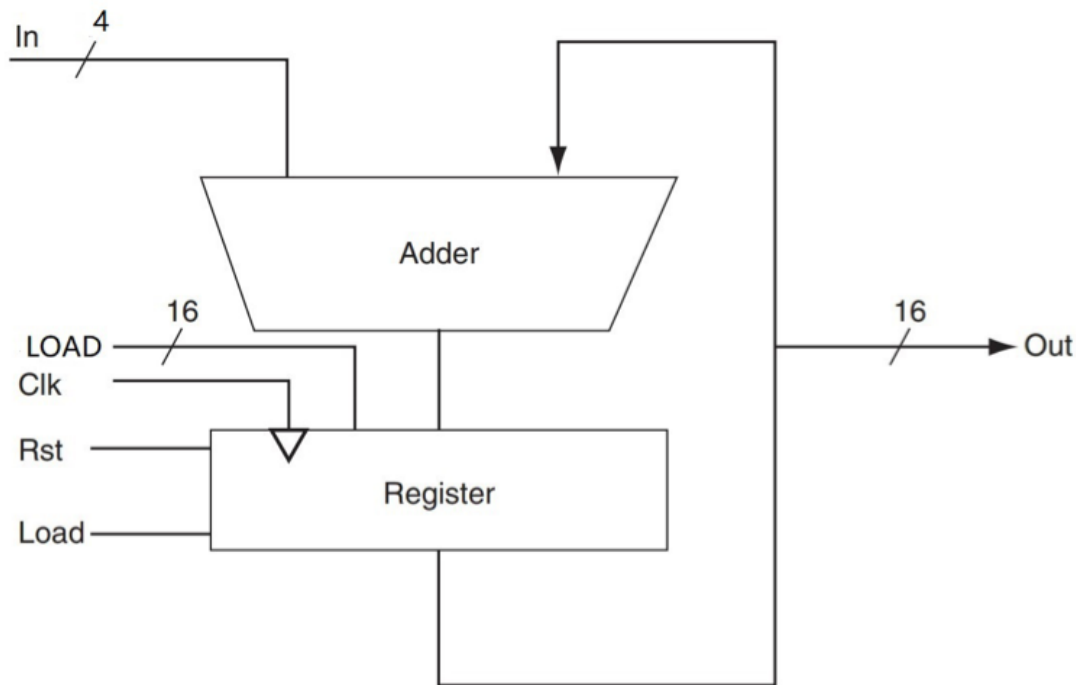 4
In
Adder
16
LOAD
16
Out
Clk
Rst
Register
Load